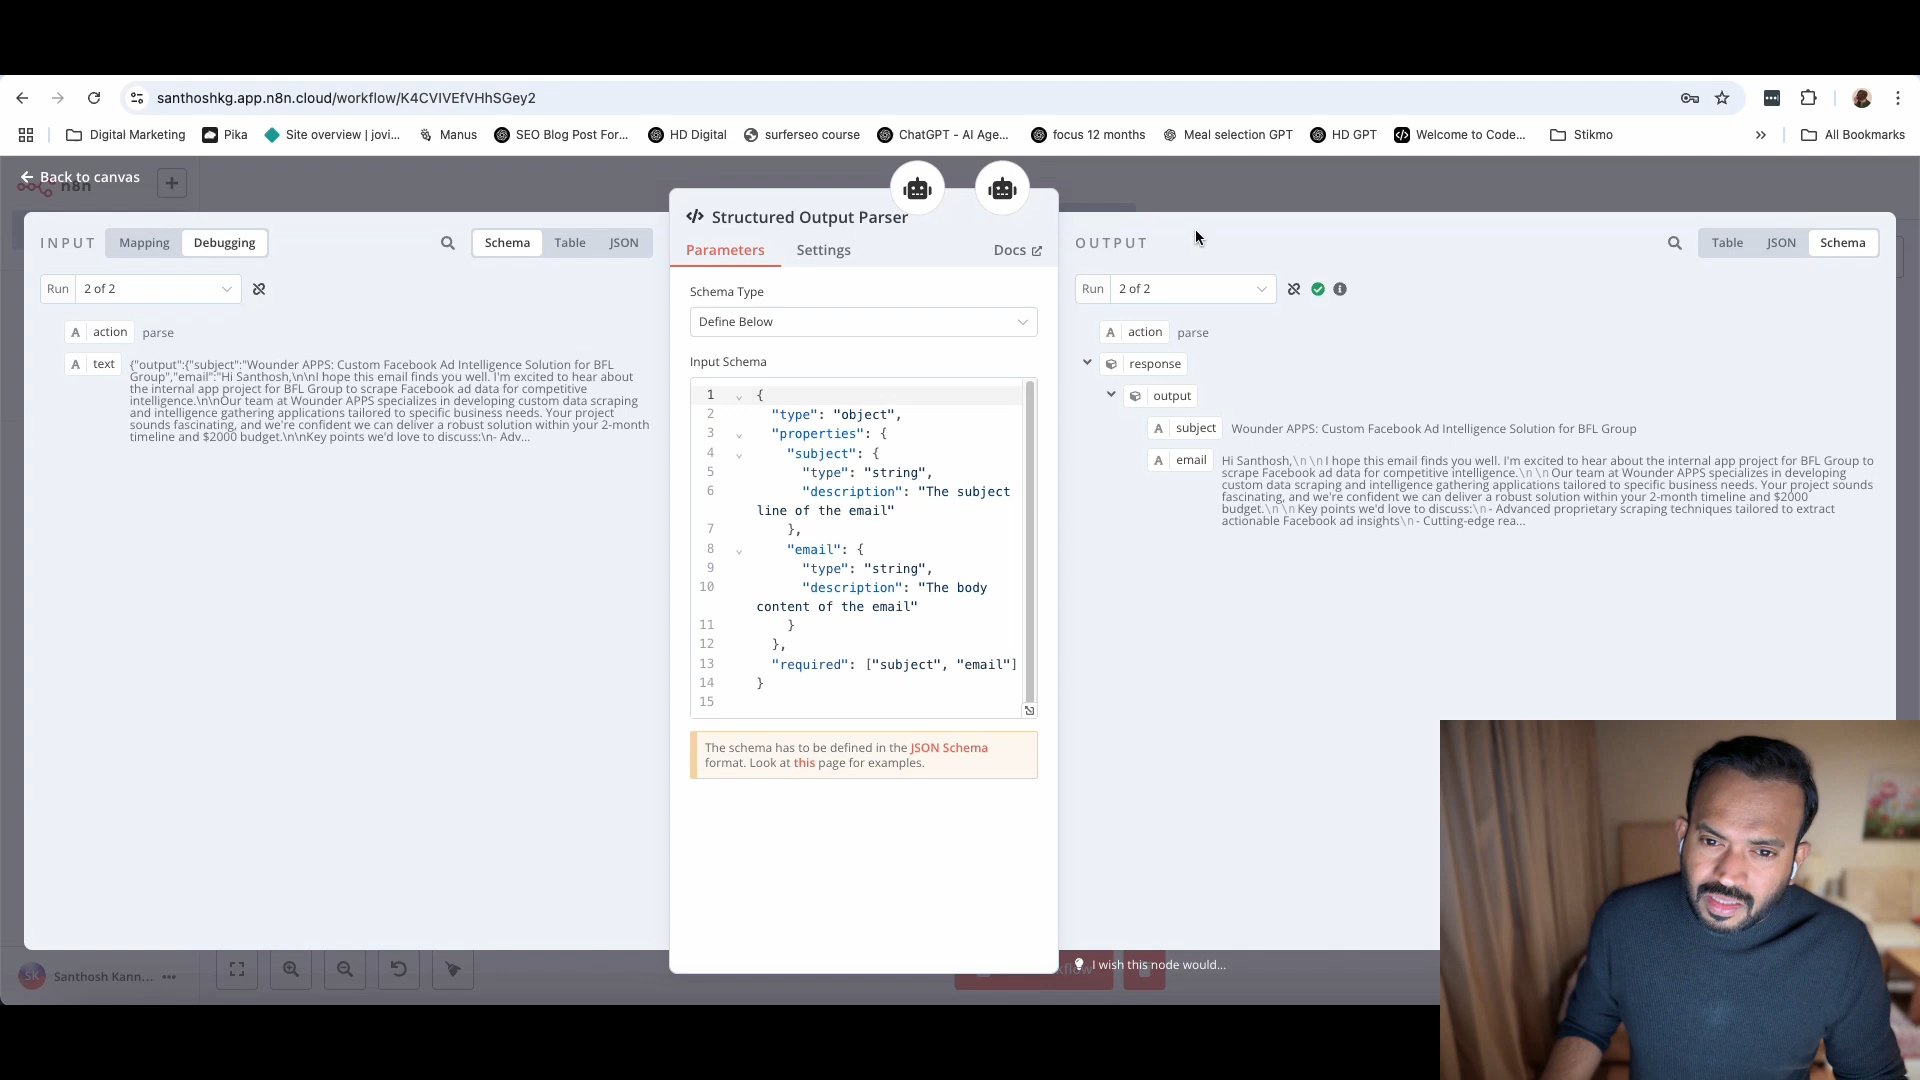 santhoshkg.app.n8n.cloud/workflow/K4CVIVEfVHhSGey2
Digital Marketing
Pika
Site overview | jovi...
Manus
SEO Blog Post For...
HD Digital
surferseo course
ChatGPT - AI Age...
focus 12 months
Meal selection GPT
HD GPT
Welcome to Code...
Stikmo
All Bookmarks
Back to canvas
n8n
Structured Output Parser
Parameters
Settings
Docs
INPUT
Mapping
Debugging
Schema
Table
JSON
Run
2 of 2
A action parse
A text {"output":{"subject":"Wounder APPS: Custom Facebook Ad Intelligence Solution for BFL
Group","email":"Hi Santhosh,\n\nI hope this email finds you well. I'm excited to hear about
the internal app project for BFL Group to scrape Facebook ad data for competitive
intelligence.\n\nOur team at Wounder APPS specializes in developing custom data scraping
and intelligence gathering applications tailored to specific business needs. Your project
sounds fascinating, and we're confident we can deliver a robust solution within your 2-month
timeline and $2000 budget.\n\nKey points we'd love to discuss:\n- Adv...
Schema Type
Define Below
Input Schema
1 {
2 "type": "object",
3 "properties": {
4 "subject": {
5 "type": "string",
6 "description": "The subject
line of the email"
7 },
8 "email": {
9 "type": "string",
10 "description": "The body
content of the email"
11 }
12 },
13 "required": ["subject", "email"]
14 }
15
The schema has to be defined in the JSON Schema
format. Look at this page for examples.
OUTPUT
Table
JSON
Schema
Run
2 of 2
A action parse
response
output
A subject Wounder APPS: Custom Facebook Ad Intelligence Solution for BFL Group
A email Hi Santhosh,\n\nI hope this email finds you well. I'm excited to hear about the internal app project for BFL Group to
scrape Facebook ad data for competitive intelligence.\n\nOur team at Wounder APPS specializes in developing
custom data scraping and intelligence gathering applications tailored to specific business needs. Your project sounds
fascinating, and we're confident we can deliver a robust solution within your 2-month timeline and $2000
budget.\n\nKey points we'd love to discuss:\n- Advanced proprietary scraping techniques tailored to extract
actionable Facebook ad insights\n- Cutting-edge rea...
SK
Santhosh Kann...
I wish this node would...